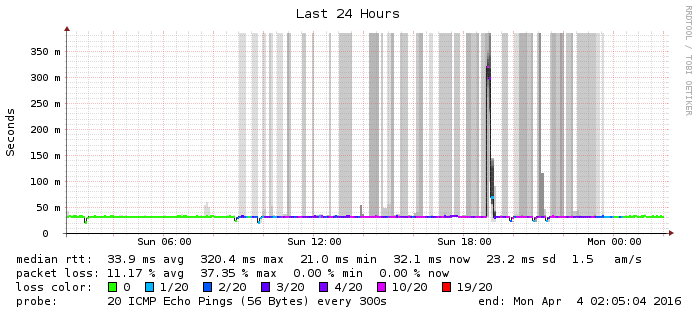 Last 24 Hours
RRDTOOL / TOBI OETIKER
Seconds
350 m
300 m
250 m
200 m
150 m
100 m
50 m
0
Sun 06:00 Sun 12:00 Sun 18:00 Mon 00:00
median rtt: 33.9 ms avg 320.4 ms max 21.0 ms min 32.1 ms now 23.2 ms sd 1.5 am/s
packet loss: 11.17 % avg 37.35 % max 0.00 % min 0.00 % now
loss color: 0 1/20 2/20 3/20 4/20 10/20 19/20
probe: 20 ICMP Echo Pings (56 Bytes) every 300s end: Mon Apr 4 02:05:04 2016